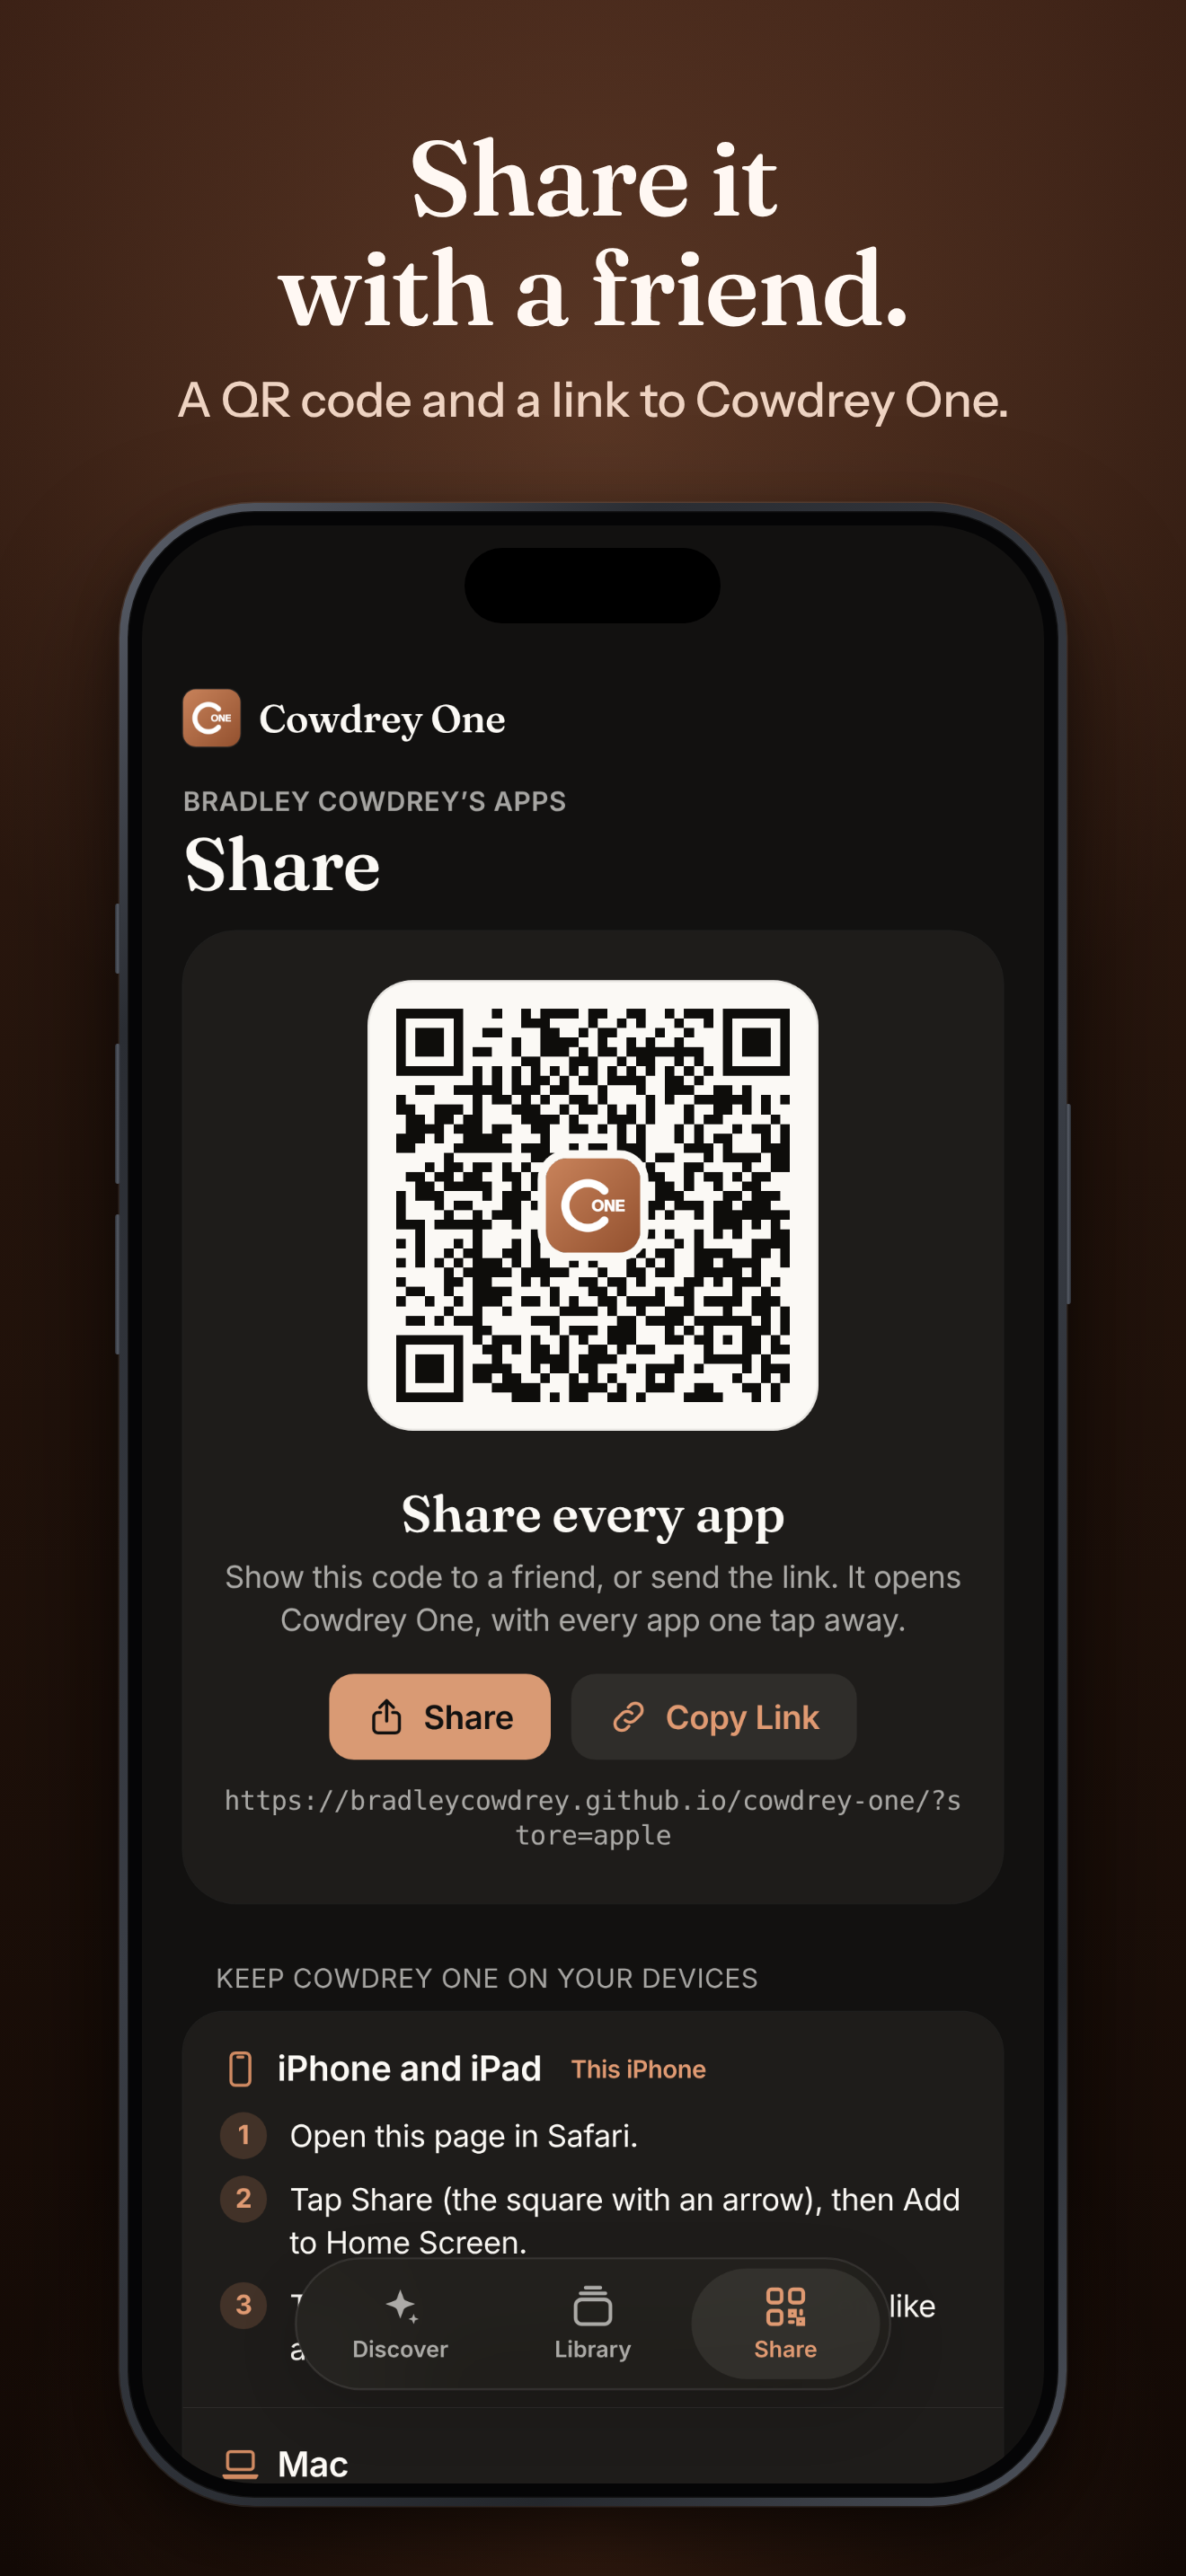 Share it
with a friend.
A QR code and a link to Cowdrey One.
C ONE
Cowdrey One
BRADLEY COWDREY’S APPS
Share
C ONE
Share every app
Show this code to a friend, or send the link. It opens
Cowdrey One, with every app one tap away.
Share
Copy Link
https://bradleycowdrey.github.io/cowdrey-one/?s
tore=apple
KEEP COWDREY ONE ON YOUR DEVICES
iPhone and iPad This iPhone
1 Open this page in Safari.
2 Tap Share (the square with an arrow), then Add
to Home Screen.
3 like
Discover
Library
Share
Mac